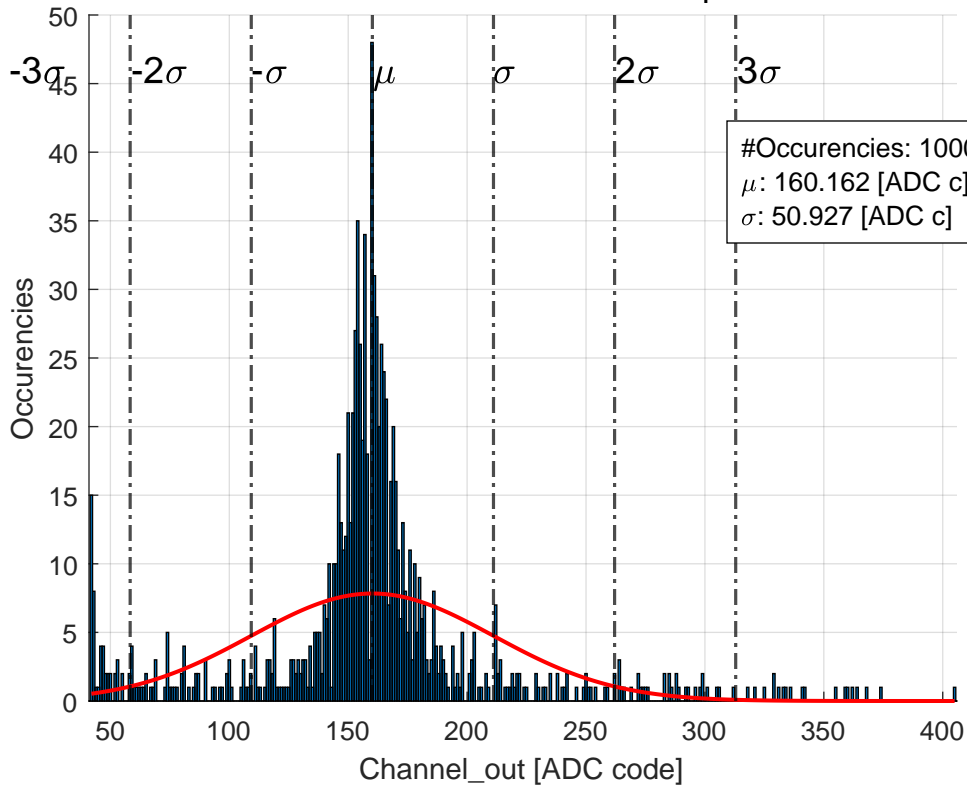 50
-3σ -2σ -σ μ σ 2σ 3σ
45
#Occurencies: 1000
40
μ: 160.162 [ADC c]
σ: 50.927 [ADC c]
35
30
25
20
15
10
5
0
Occurencies
50 100 150 200 250 300 350 400
Channel_out [ADC code]